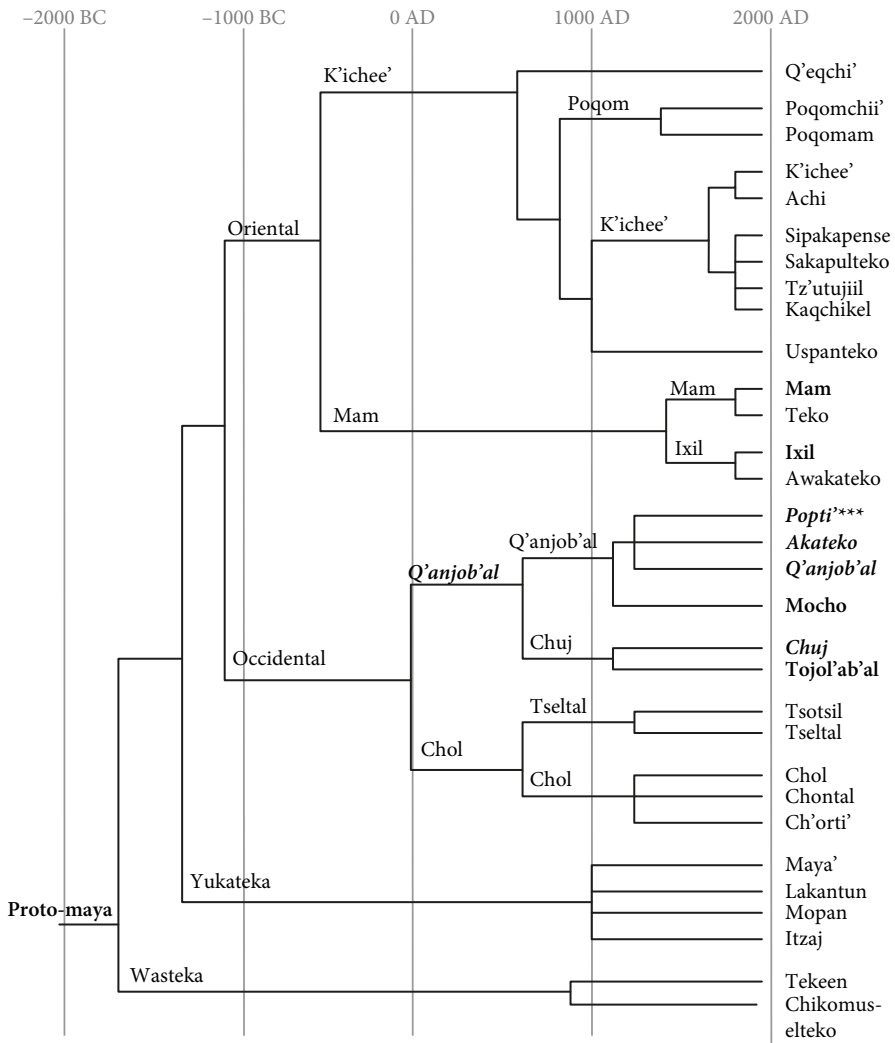 −2000 BC −1000 BC 0 AD 1000 AD 2000 AD
K’ichee’
Q’eqchi’
Poqom
Poqomchii’
Poqomam
K’ichee’
Achi
Oriental
K’ichee’
Sipakapense
Sakapulteko
Tz’utujiil
Kaqchikel
Uspanteko
Mam
Mam
Mam
Teko
Ixil
Ixil
Awakateko
Popti’***
Q’anjob’al
Akateko
Q’anjob’al
Q’anjob’al
Mocho
Chuj
Chuj
Occidental
Tojol’ab’al
Tseltal
Tsotsil
Tseltal
Chol
Chol
Chol
Chontal
Ch’orti’
Maya’
Yukateka
Lakantun
Proto-maya
Mopan
Itzaj
Wasteka
Tekeen
Chikomus-
elteko